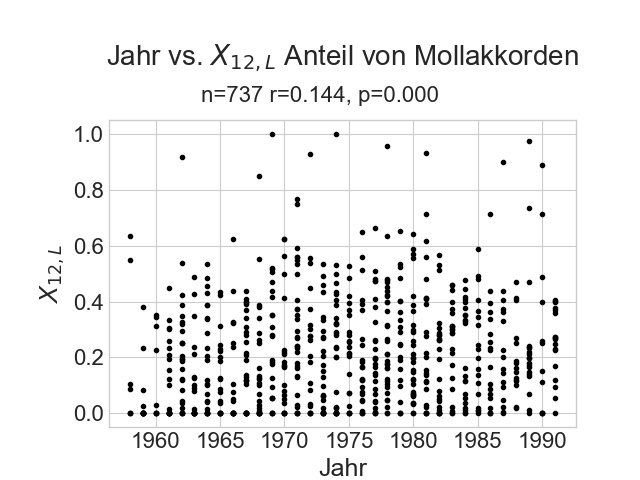 Jahr vs. X12, L Anteil von Mollakkorden
n=737 r=0.144, p=0.000
1.0
0.8
0.6
0.4
0.2
0.0
X12, L
1960 1965 1970 1975 1980 1985 1990
Jahr